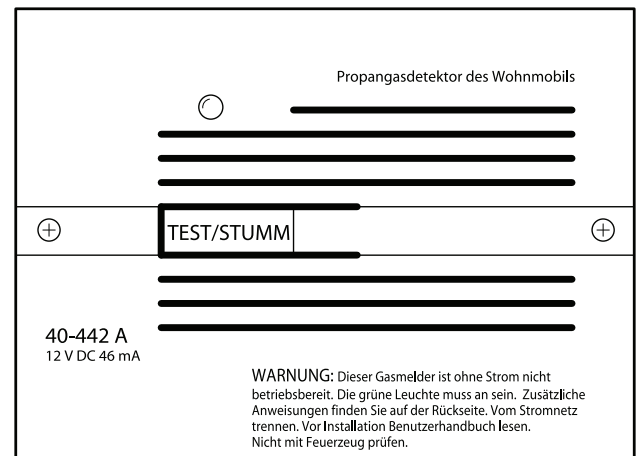 Propangasdetektor des Wohnmobils
TEST/STUMM
40-442 A
12 V DC 46 mA
WARNUNG: Dieser Gasmelder ist ohne Strom nicht
betriebsbereit. Die grüne Leuchte muss an sein. Zusätzliche
Anweisungen finden Sie auf der Rückseite. Vom Stromnetz
trennen. Vor Installation Benutzerhandbuch lesen.
Nicht mit Feuerzeug prüfen.